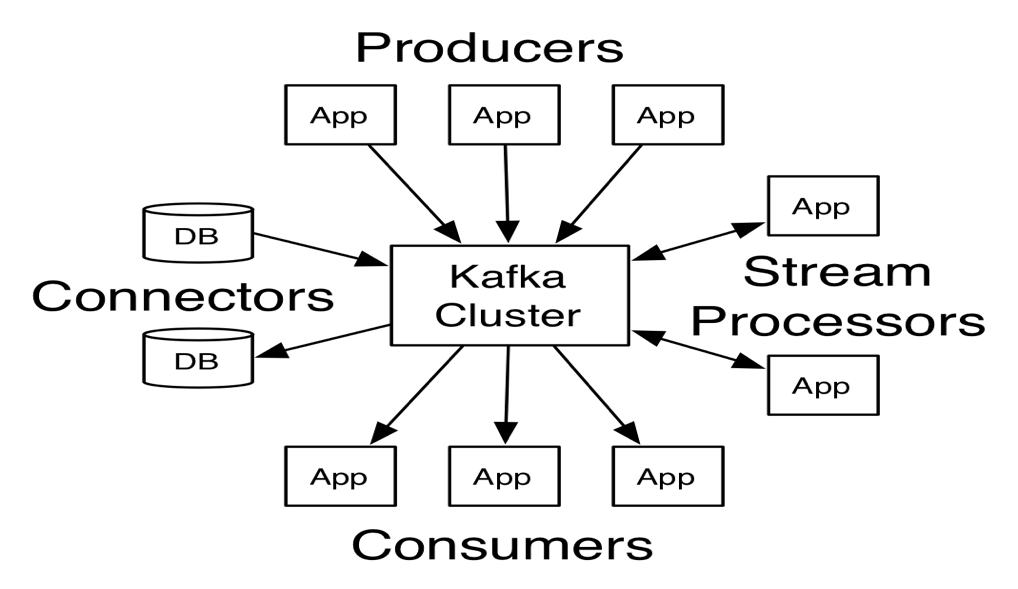 Producers
App
App
App
App
DB
Kafka
Cluster
Stream
Processors
Connectors
DB
App
App
App
App
Consumers